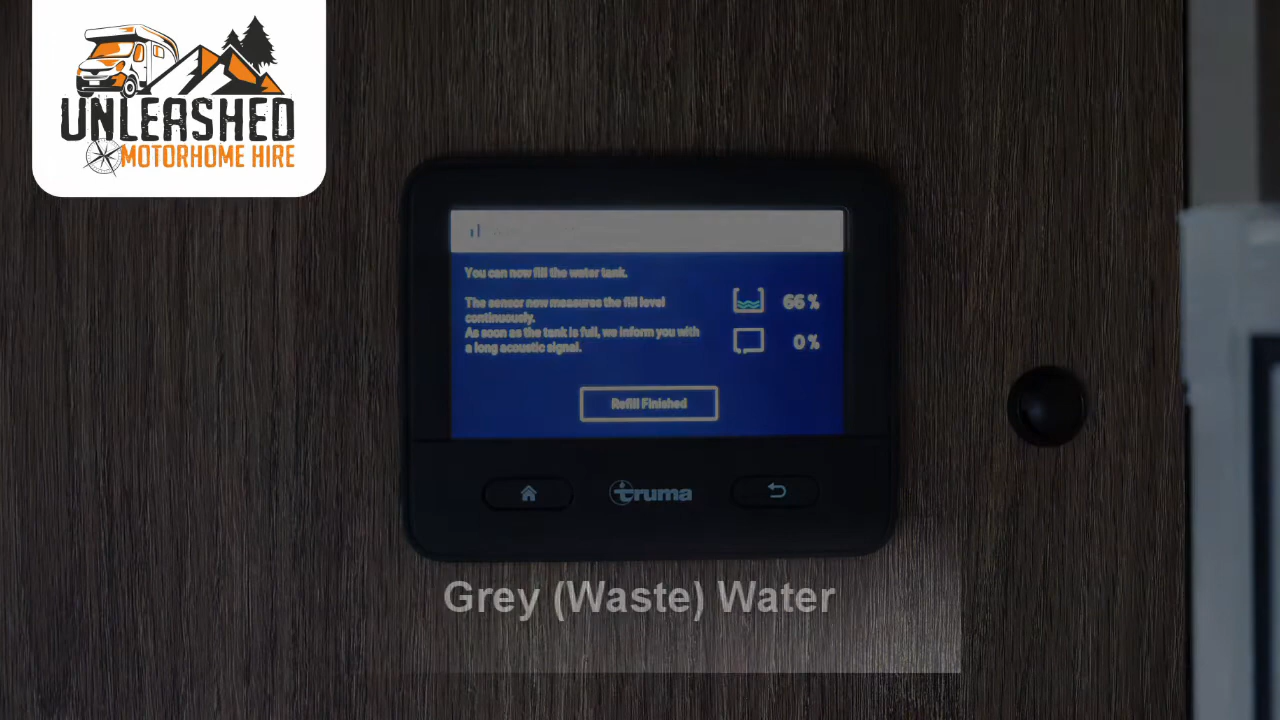 UNLEASHED
MOTORHOME HIRE
You can now fill the water tank.
The sensor now measures the fill level
continuously.
As soon as the tank is full, we inform you with
a long acoustic signal.
66 %
0 %
Refill Finished
truma
Grey (Waste) Water